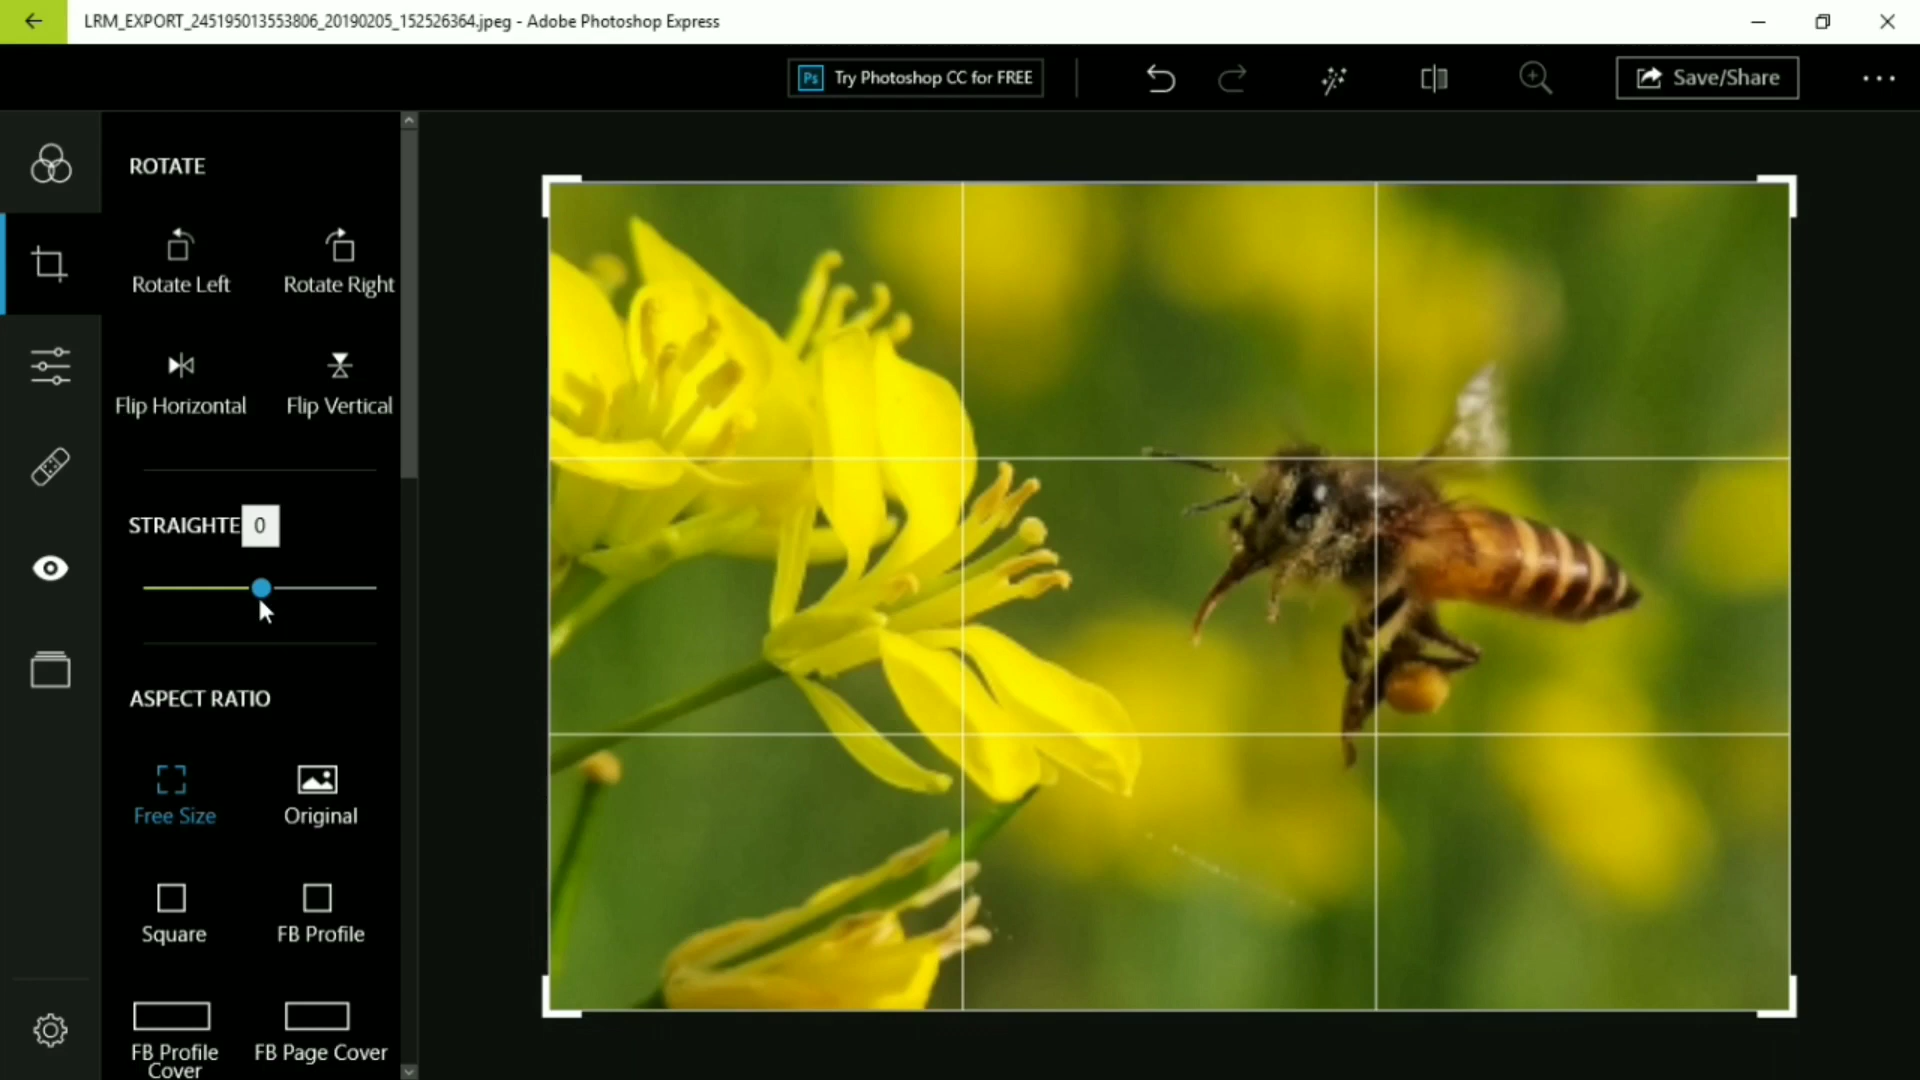 LRM_EXPORT_245195013553806_20190205_152526364.jpeg - Adobe Photoshop Express
Ps Try Photoshop CC for FREE
Save/Share
ROTATE
Rotate Left
Rotate Right
Flip Horizontal
Flip Vertical
STRAIGHTE 0
ASPECT RATIO
Free Size
Original
Square
FB Profile
FB Profile Cover
FB Page Cover